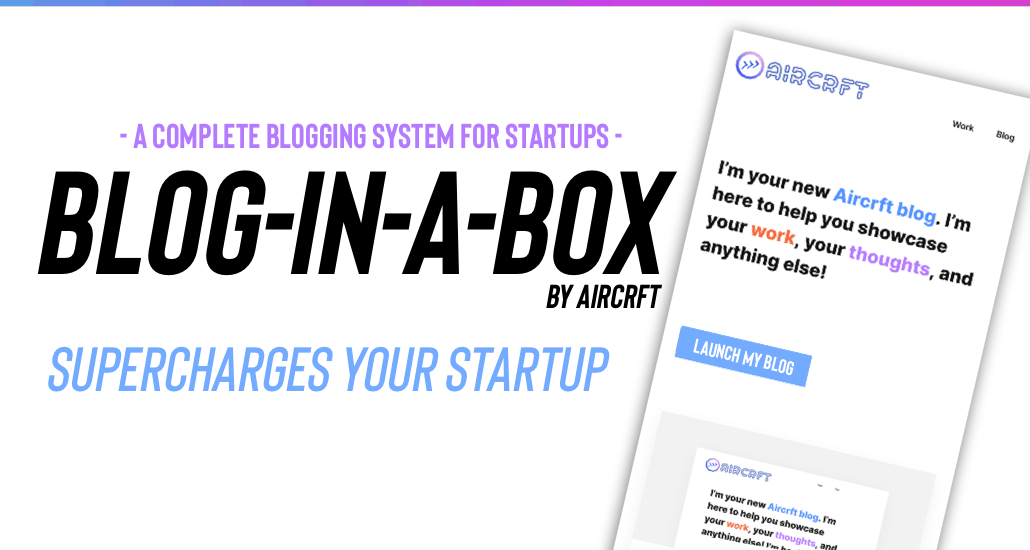 - A COMPLETE BLOGGING SYSTEM FOR STARTUPS -
BLOG-IN-A-BOX
BY AIRCRFT
SUPERCHARGES YOUR STARTUP
AIRCRFT
Work Blog
I'm your new Aircrft blog. I'm
here to help you showcase
your work, your thoughts, and
anything else!
LAUNCH MY BLOG
AIRCRFT
I'm your new Aircrft blog. I'm
here to help you showcase
your work, your thoughts, and
anything else! I'm